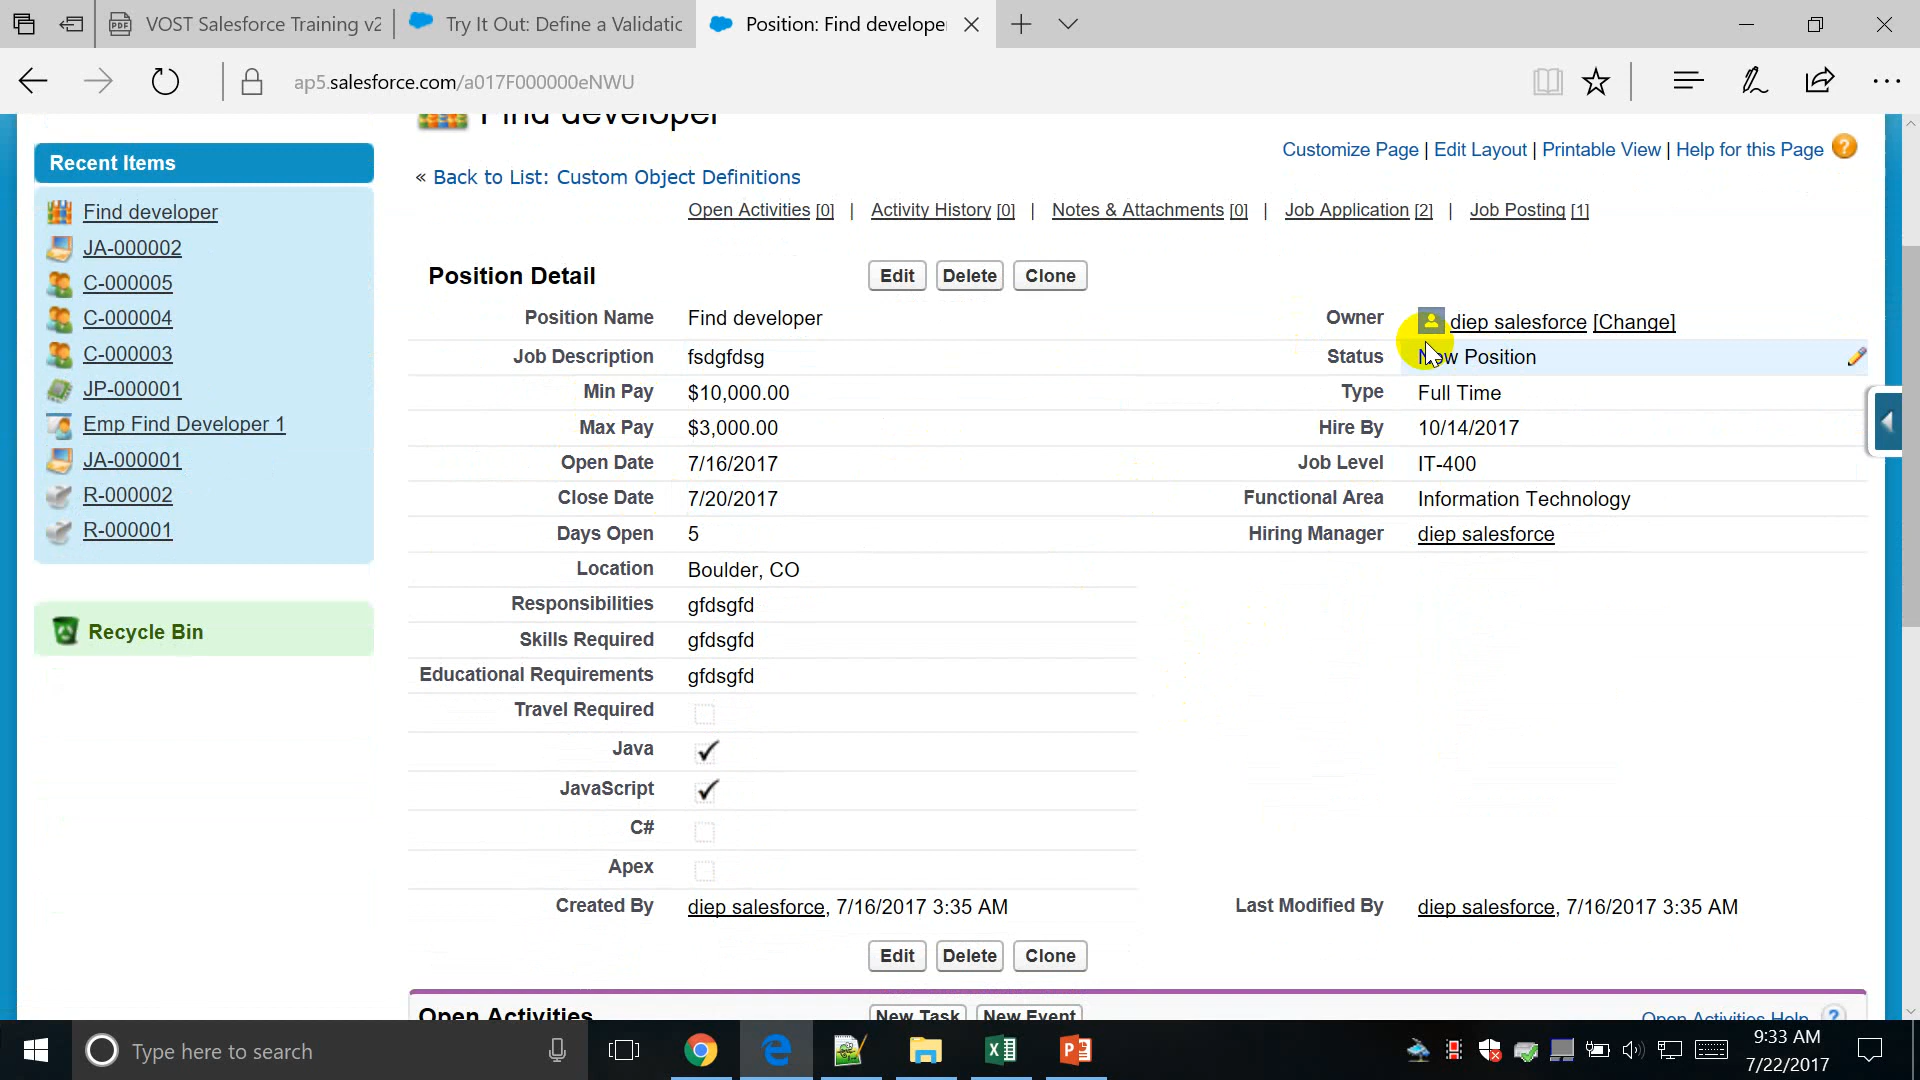 VOST Salesforce Training v2
Try It Out: Define a Validatic
Position: Find develope
ap5.salesforce.com/a017F000000eNWU
Find developer
Customize Page | Edit Layout | Printable View | Help for this Page
« Back to List: Custom Object Definitions
Open Activities [0] | Activity History [0] | Notes & Attachments [0] | Job Application [2] | Job Posting [1]
Recent Items
Find developer
JA-000002
C-000005
C-000004
C-000003
JP-000001
Emp Find Developer 1
JA-000001
R-000002
R-000001
Recycle Bin
Position Detail
Edit Delete Clone
Position Name Find developer Owner diep salesforce [Change]
Job Description fsdgfdsg Status New Position
Min Pay $10,000.00 Type Full Time
Max Pay $3,000.00 Hire By 10/14/2017
Open Date 7/16/2017 Job Level IT-400
Close Date 7/20/2017 Functional Area Information Technology
Days Open 5 Hiring Manager diep salesforce
Location Boulder, CO
Responsibilities gfdsgfd
Skills Required gfdsgfd
Educational Requirements gfdsgfd
Travel Required
Java
JavaScript
C#
Apex
Created By diep salesforce, 7/16/2017 3:35 AM Last Modified By diep salesforce, 7/16/2017 3:35 AM
Edit Delete Clone
Open Activities New Task New Event Open Activities Help ?
Type here to search
9:33 AM
7/22/2017